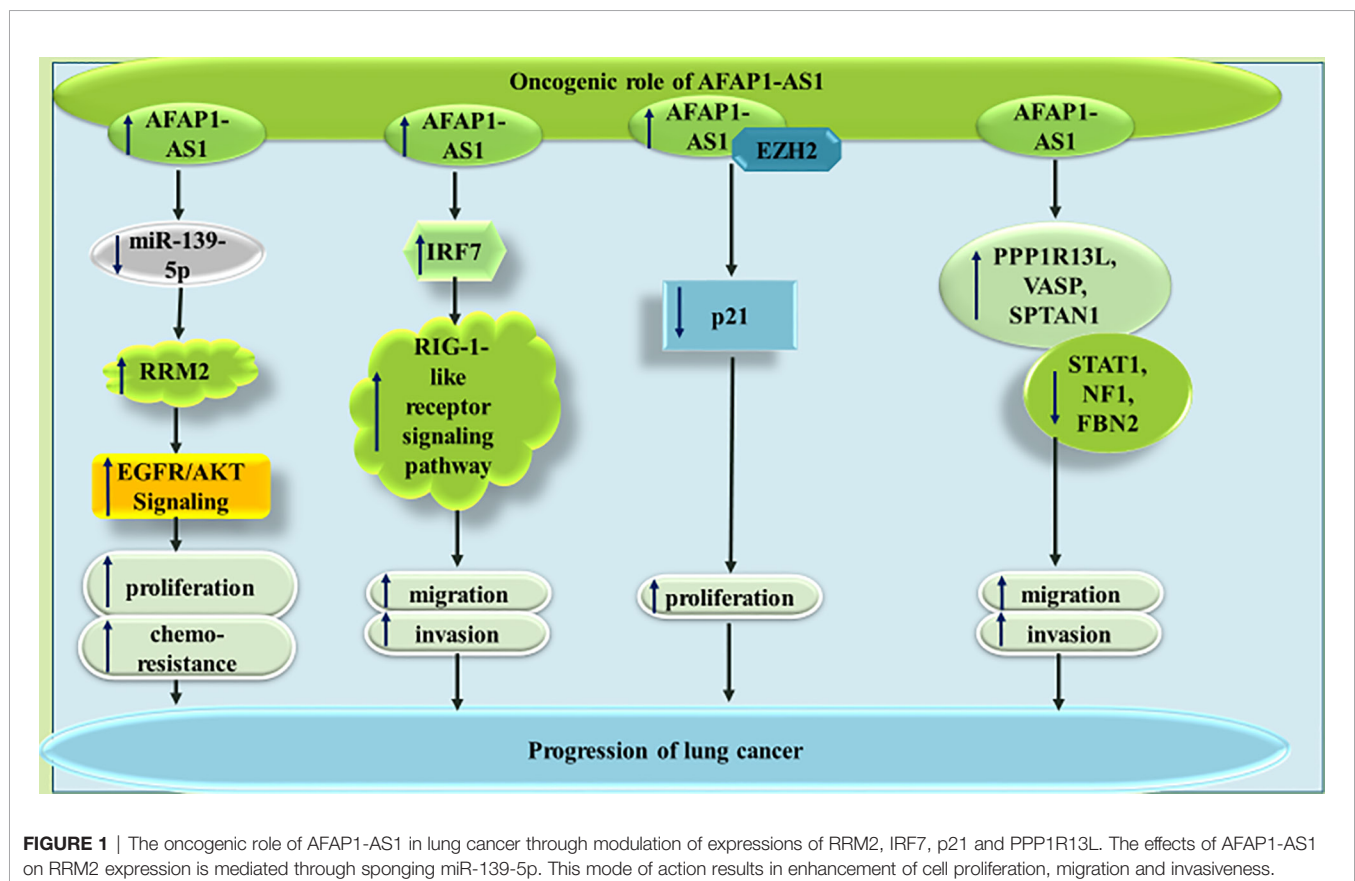 Oncogenic role of AFAP1-AS1
AFAP1-
AS1
miR-139-
5p
RRM2
EGFR/AKT
Signaling
proliferation
chemo-
resistance
AFAP1-
AS1
IRF7
RIG-1-
like
receptor
signaling
pathway
migration
invasion
AFAP1-
AS1
EZH2
p21
proliferation
AFAP1-
AS1
PPP1R13L,
VASP,
SPTAN1
STAT1,
NF1,
FBN2
migration
invasion
Progression of lung cancer
FIGURE 1 | The oncogenic role of AFAP1-AS1 in lung cancer through modulation of expressions of RRM2, IRF7, p21 and PPP1R13L. The effects of AFAP1-AS1
on RRM2 expression is mediated through sponging miR-139-5p. This mode of action results in enhancement of cell proliferation, migration and invasiveness.